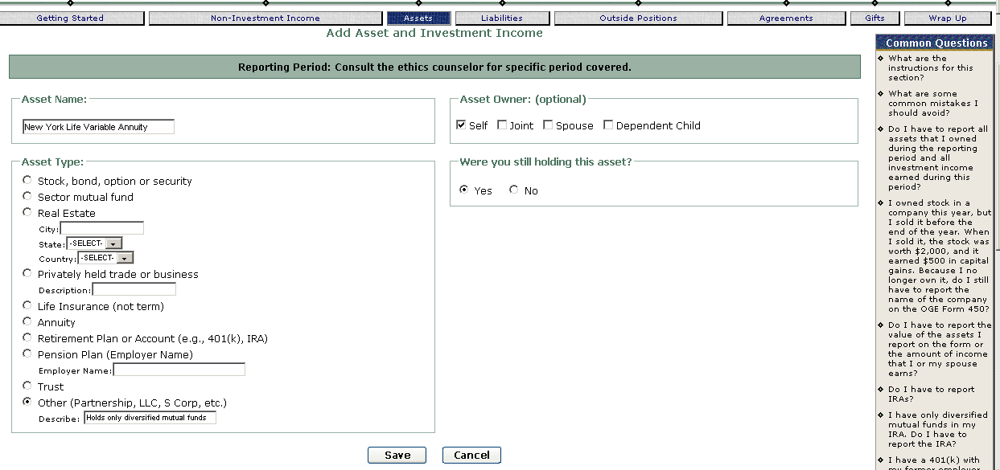 Getting Started Non-Investment Income Assets Liabilities Outside Positions Agreements Gifts Wrap Up
Add Asset and Investment Income
Reporting Period: Consult the ethics counselor for specific period covered.
Asset Name:
New York Life Variable Annuity
Asset Owner: (optional)
Self Joint Spouse Dependent Child
Asset Type:
Stock, bond, option or security
Sector mutual fund
Real Estate
City:
State: -SELECT-
Country: -SELECT-
Privately held trade or business
Description:
Life Insurance (not term)
Annuity
Retirement Plan or Account (e.g., 401(k), IRA)
Pension Plan (Employer Name)
Employer Name:
Trust
Other (Partnership, LLC, S Corp, etc.)
Describe: Holds only diversified mutual funds
Were you still holding this asset?
Yes No
Save Cancel
Common Questions
What are the
instructions for this
section?
What are some
common mistakes I
should avoid?
Do I have to report all
assets that I owned
during the reporting
period and all
investment income
earned during this
period?
I owned stock in a
company this year, but
I sold it before the
end of the year. When
I sold it, the stock was
worth $2,000, and it
earned $500 in capital
gains. Because I no
longer own it, do I still
have to report the
name of the company
on the OGE Form 450?
Do I have to report the
value of the assets I
report on the form or
the amount of income
that I or my spouse
earns?
Do I have to report
IRAs?
I have only diversified
mutual funds in my
IRA. Do I have to
report the IRA?
I have a 401(k) with
my former employer